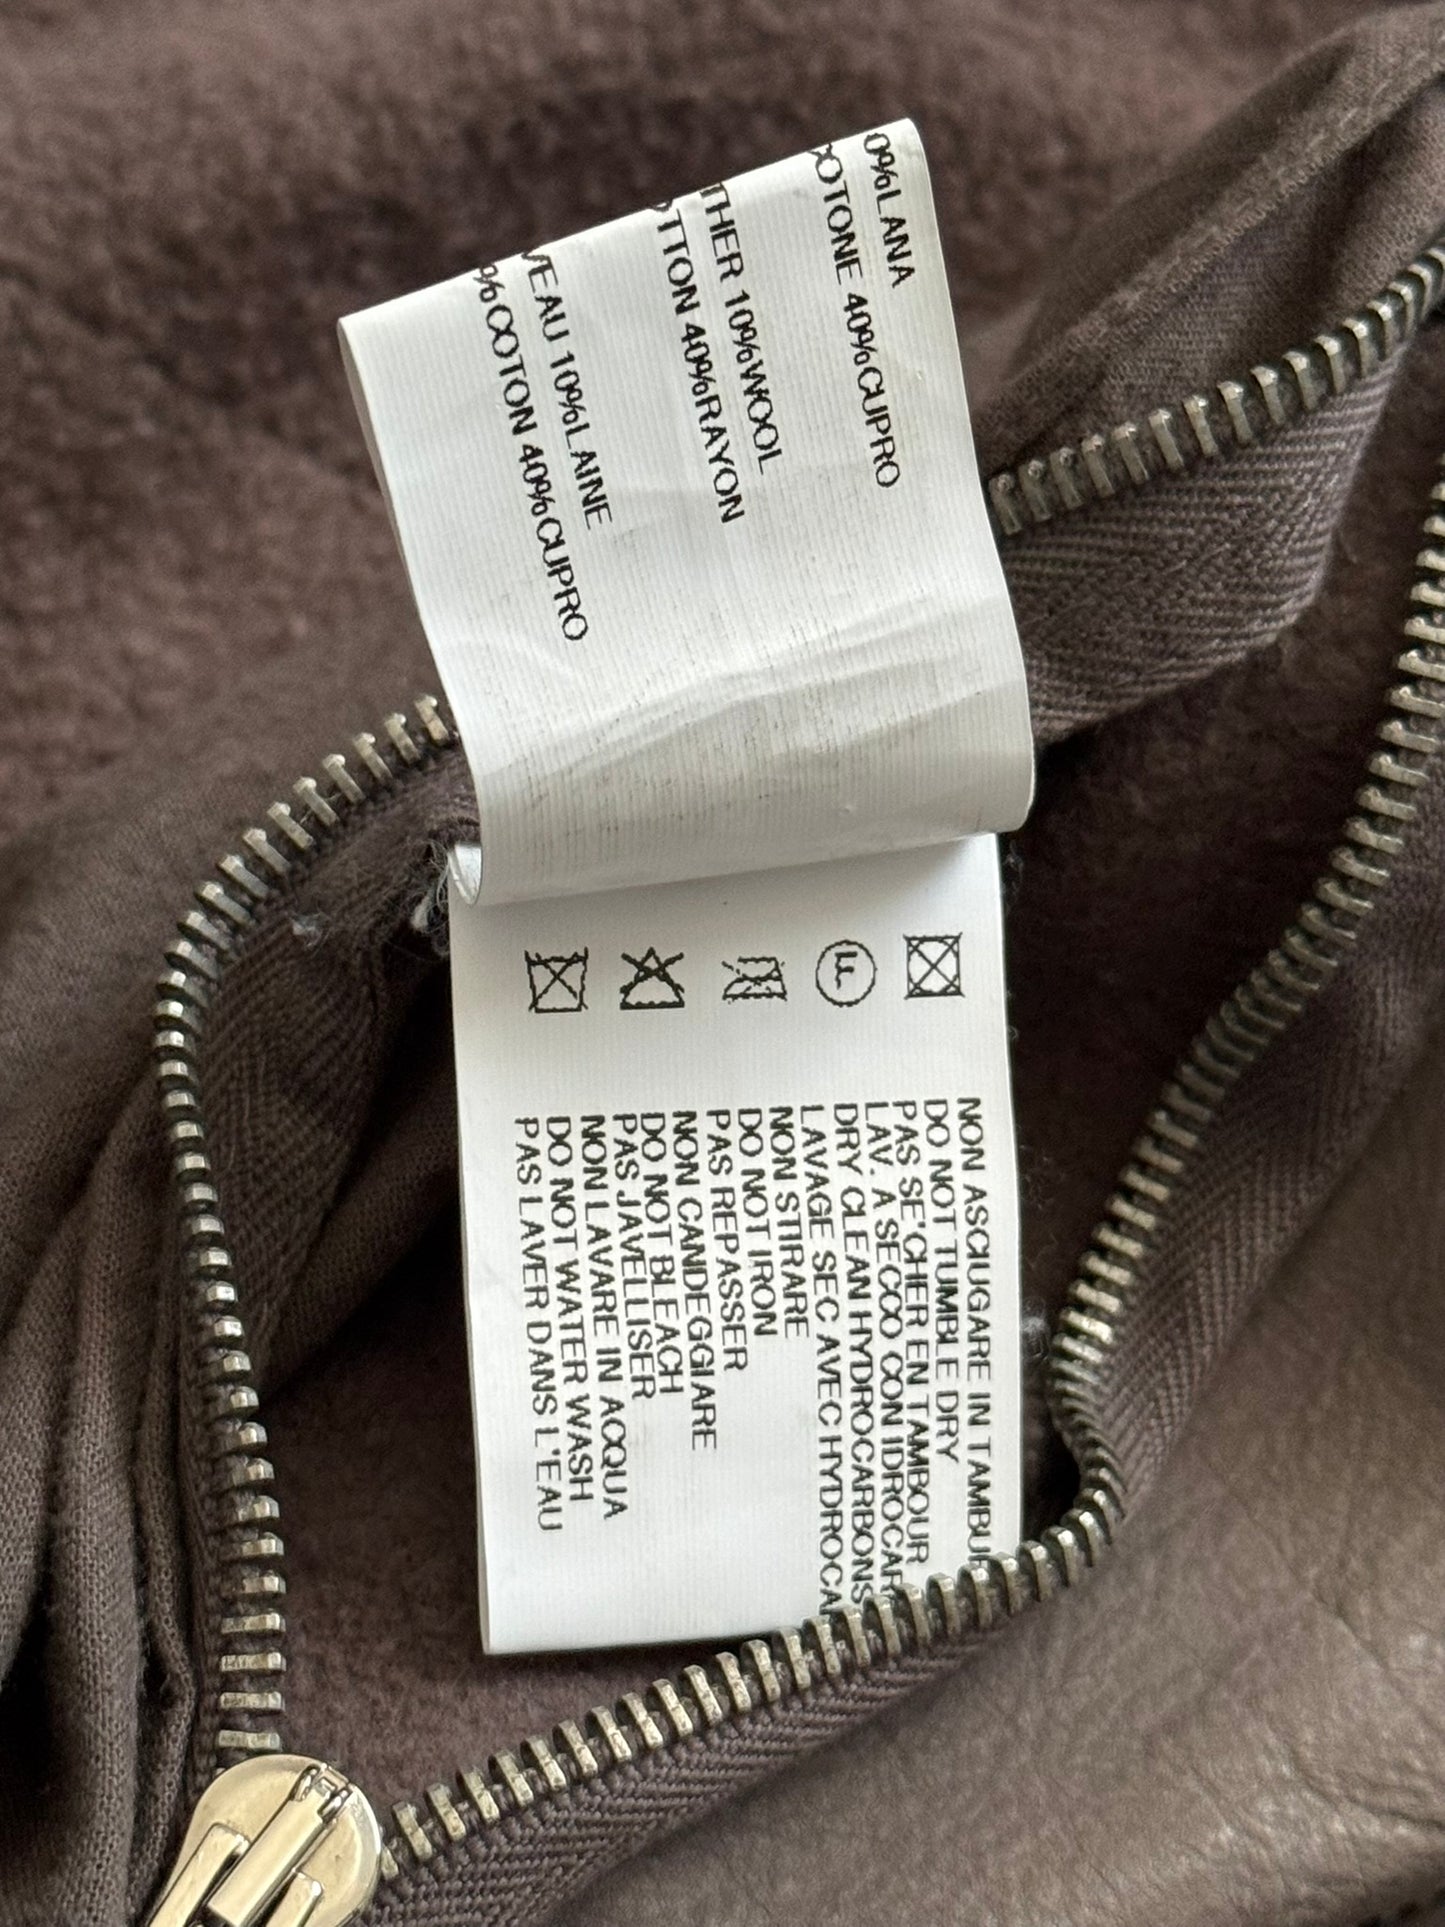 0%LANA
COTONE 40%CUPRO
THER 10%WOOL
OTTON 40%RAYON
VEAU 10%LAINE
%COTON 40%CUPRO
F
NON ASCIUGARE IN TAMBUR
DO NOT TUMBLE DRY
PAS SE'CHER EN TAMBOUR
LAV. A SECCO CON IDROCAR
DRY CLEAN HYDROCARBONS
LAVAGE SEC AVEC HYDROCA
NON STIRARE
DO NOT IRON
PAS REPASSER
NON CANDEGGIARE
DO NOT BLEACH
PAS JAVELLISER
NON LAVARE IN ACQUA
DO NOT WATER WASH
PAS LAVER DANS L'EAU